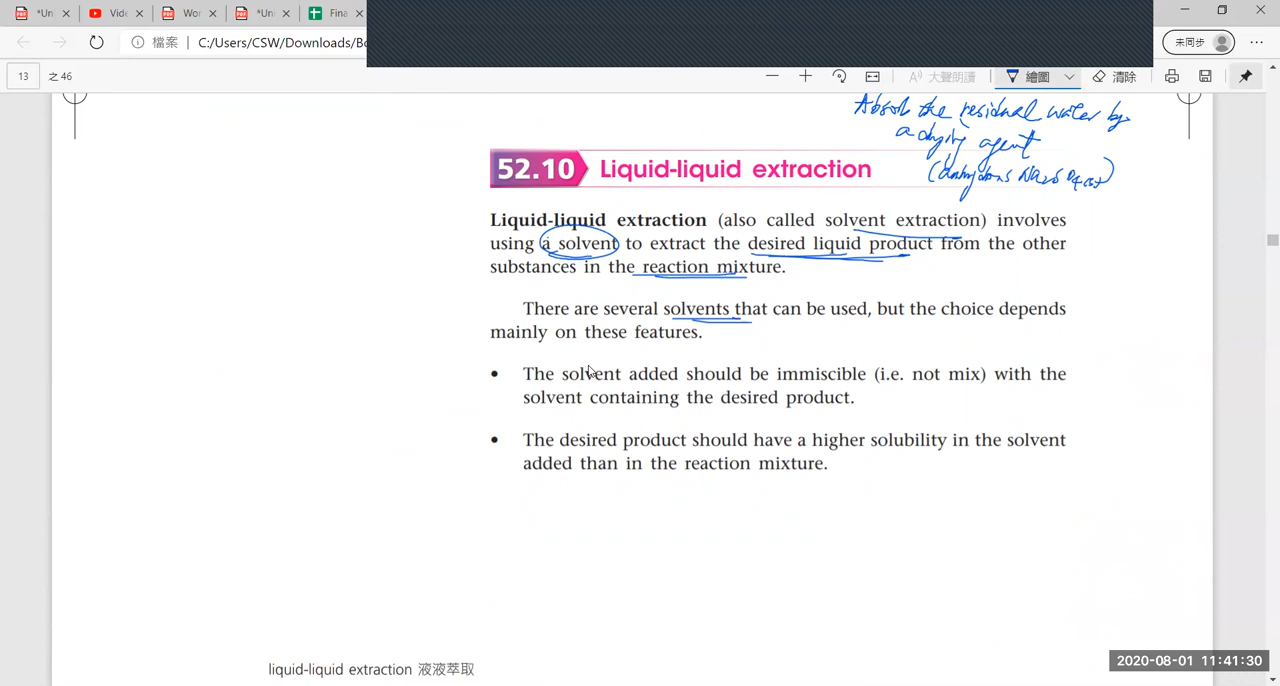 *Un
Vide
Wor
*Un
Fina
檔案
C:/Users/CSW/Downloads/Bo
未同步
13 之 46
大聲朗讀
繪圖
清除
Absorb the residual water by
a drying agent
(anhydrous Na2SO4(s))
52.10 Liquid-liquid extraction
Liquid-liquid extraction (also called solvent extraction) involves
using a solvent to extract the desired liquid product from the other
substances in the reaction mixture.
There are several solvents that can be used, but the choice depends
mainly on these features.
• The solvent added should be immiscible (i.e. not mix) with the
solvent containing the desired product.
• The desired product should have a higher solubility in the solvent
added than in the reaction mixture.
liquid-liquid extraction 液液萃取
2020-08-01 11:41:30